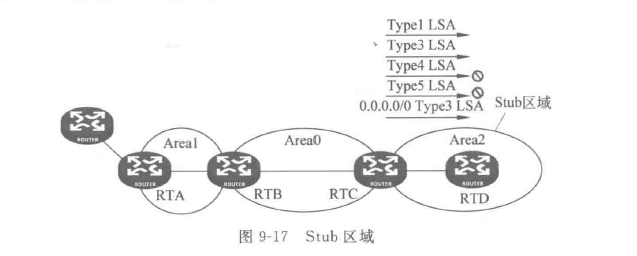 Type1 LSA
Type3 LSA
Type4 LSA
Type5 LSA
0.0.0.0/0 Type3 LSA
Stub区域
Area1
Area0
Area2
ROUTER
ROUTER
ROUTER
ROUTER
ROUTER
RTA
RTB
RTC
RTD
图 9-17 Stub 区域